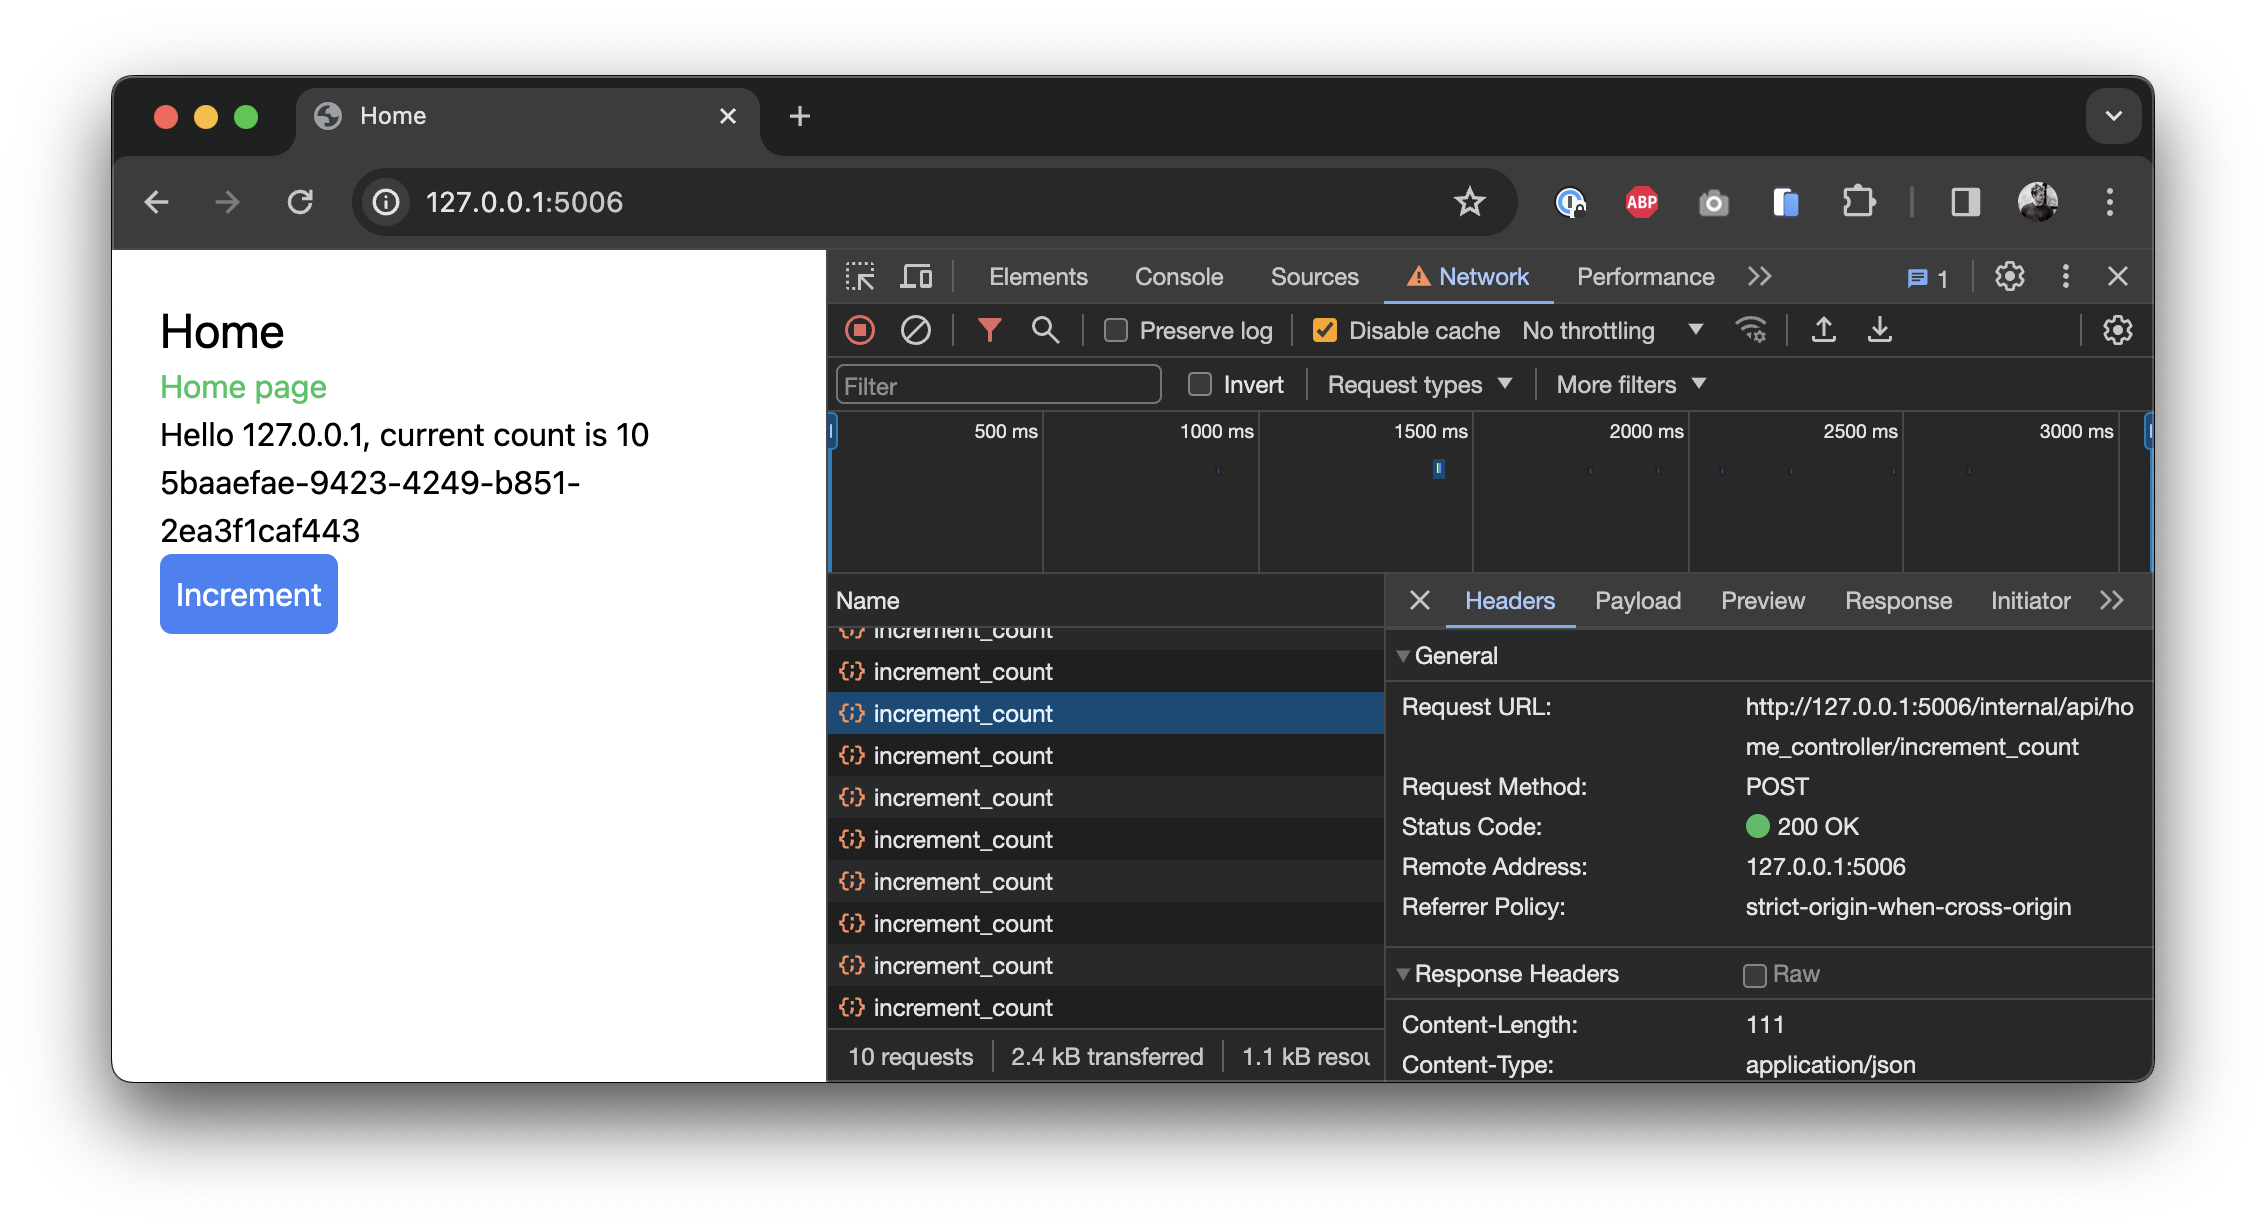 Home
127.0.0.1:5006
ABP
Home
Home page
Hello 127.0.0.1, current count is 10
5baaefae-9423-4249-b851-
2ea3f1caf443
Increment
Elements Console Sources Network Performance 1
Preserve log Disable cache No throttling
Filter Invert Request types More filters
500 ms 1000 ms 1500 ms 2000 ms 2500 ms 3000 ms
Name
increment_count
increment_count
increment_count
increment_count
increment_count
increment_count
increment_count
increment_count
increment_count
increment_count
10 requests 2.4 kB transferred 1.1 kB resou
Headers Payload Preview Response Initiator
General
Request URL: http://127.0.0.1:5006/internal/api/ho
me_controller/increment_count
Request Method: POST
Status Code: 200 OK
Remote Address: 127.0.0.1:5006
Referrer Policy: strict-origin-when-cross-origin
Response Headers Raw
Content-Length: 111
Content-Type: application/json